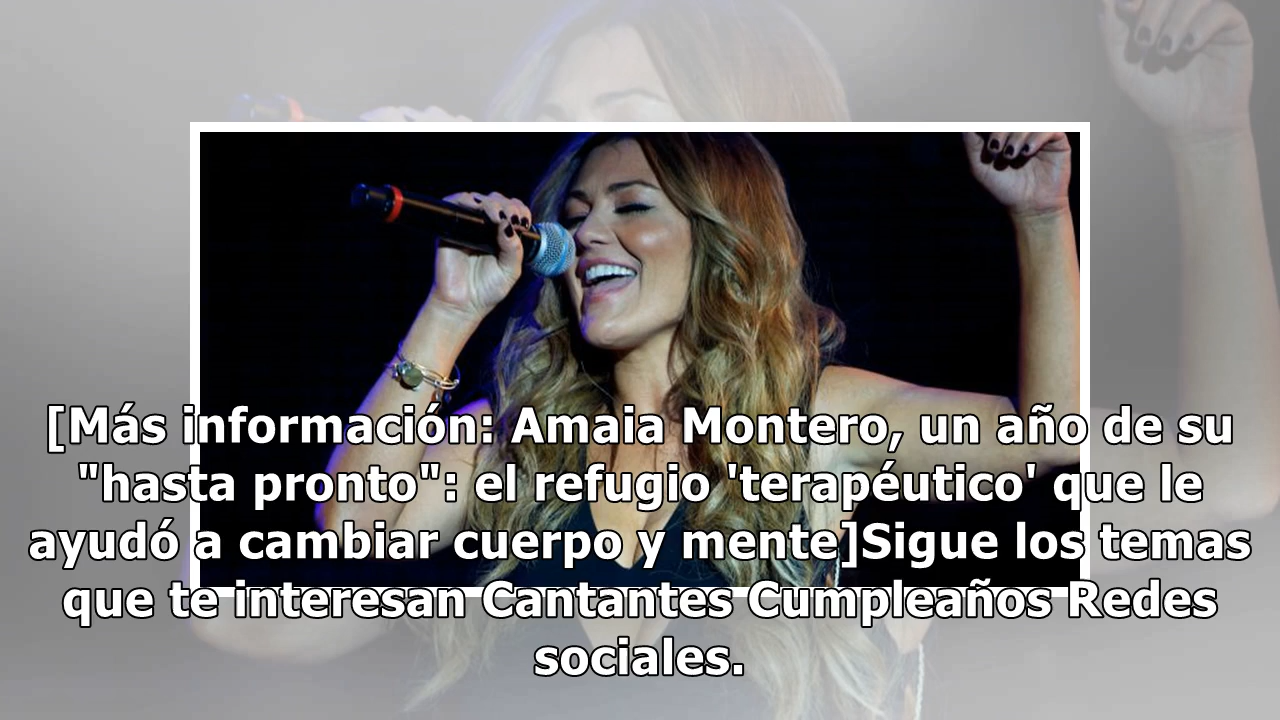 [Más información: Amaia Montero, un año de su
"hasta pronto": el refugio 'terapéutico' que le
ayudó a cambiar cuerpo y mente]Sigue los temas
que te interesan Cantantes Cumpleaños Redes
sociales.